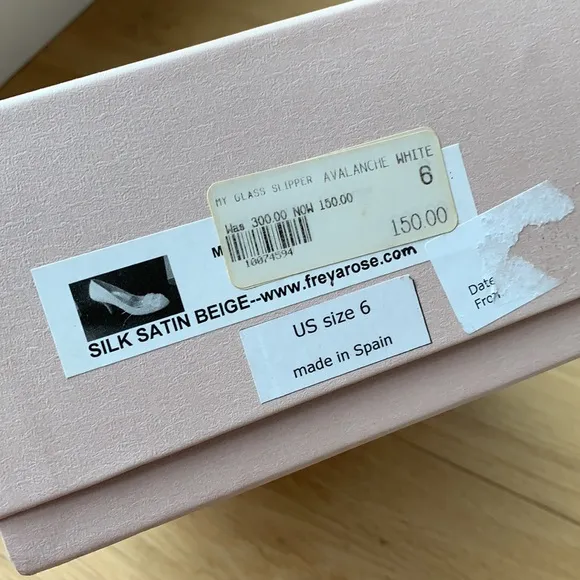 MY GLASS SLIPPER AVALANCHE WHITE
6
Was 300.00 NOW 150.00
150.00
10074594
M
SILK SATIN BEIGE--www.freyarose.com
US size 6
made in Spain
Date